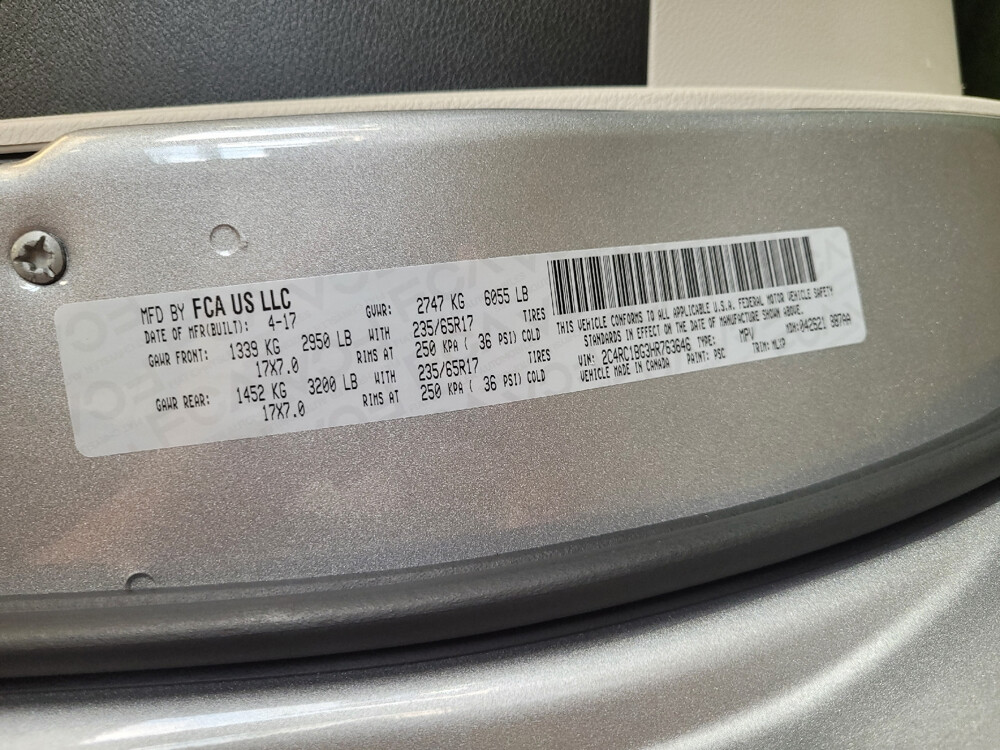 MFD BY FCA US LLC
DATE OF MFR(BUILT): 4-17
GVWR: 2747 KG 6055 LB
GAWR FRONT: 1339 KG 2950 LB WITH 235/65R17 TIRES
17X7.0 RIMS AT 250 KPA ( 36 PSI) COLD
GAWR REAR: 1452 KG 3200 LB WITH 235/65R17 TIRES
17X7.0 RIMS AT 250 KPA ( 36 PSI) COLD
THIS VEHICLE CONFORMS TO ALL APPLICABLE U.S.A. FEDERAL MOTOR VEHICLE SAFETY
STANDARDS IN EFFECT ON THE DATE OF MANUFACTURE SHOWN ABOVE.
VIN: 2C4RC1BG3HR763646 TYPE: MPV MDH: 042521 387AA
VEHICLE MADE IN CANADA PAINT: PSC TRIM: